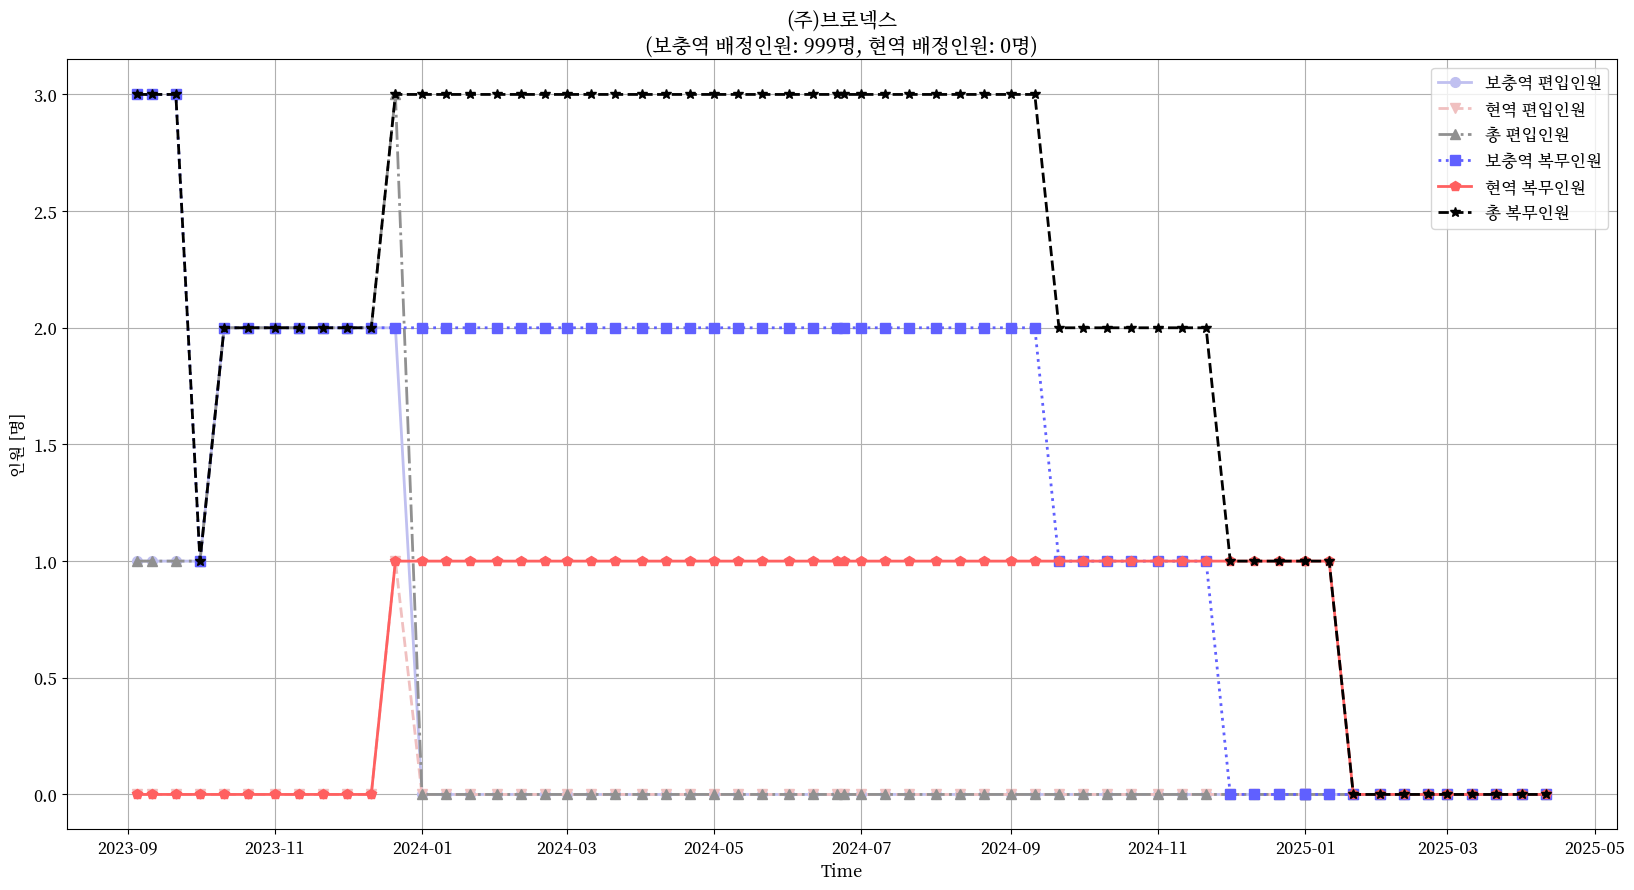 (주)브로넥스
(보충역 배정인원: 999명, 현역 배정인원: 0명)
보충역 편입인원
현역 편입인원
총 편입인원
보충역 복무인원
현역 복무인원
총 복무인원
인원 [명]
3.0
2.5
2.0
1.5
1.0
0.5
0.0
2023-09
2023-11
2024-01
2024-03
2024-05
2024-07
2024-09
2024-11
2025-01
2025-03
2025-05
Time